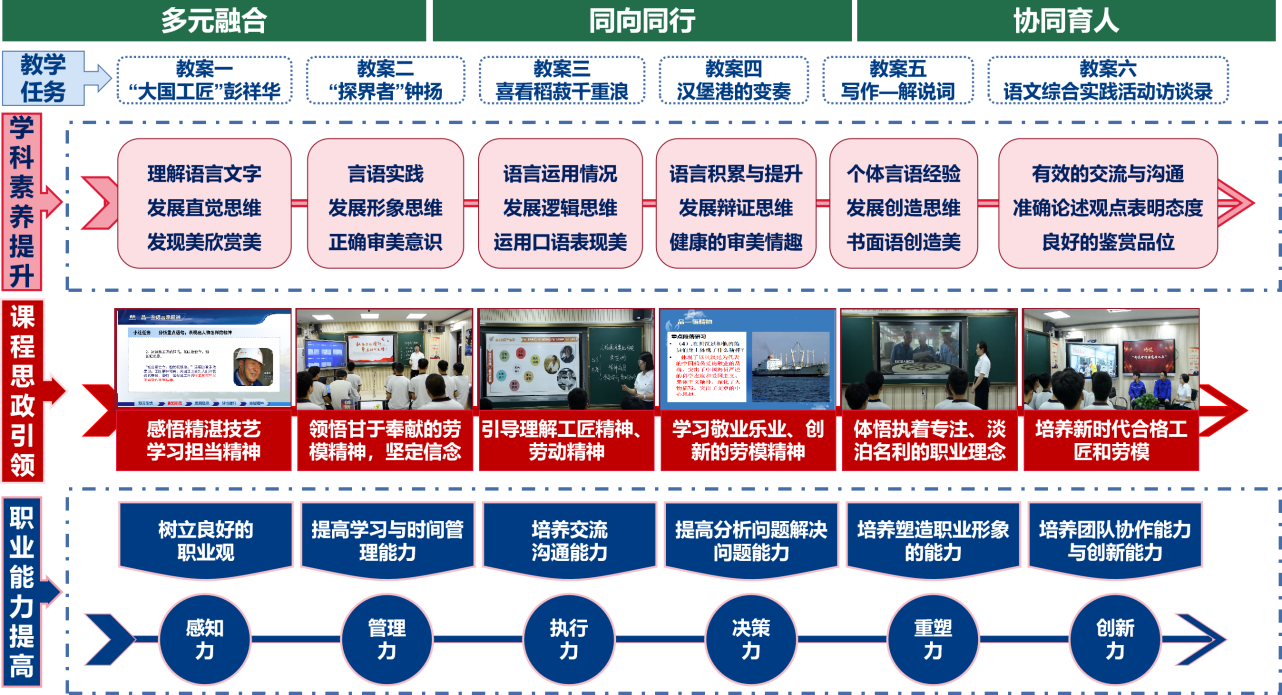 多元融合
同向同行
协同育人
教学
任务
教案一
“大国工匠”彭祥华
教案二
“探界者”钟扬
教案三
喜看稻菽千重浪
教案四
汉堡港的变奏
教案五
写作—解说词
教案六
语文综合实践活动访谈录
学科素养提升
理解语言文字
发展直觉思维
发现美欣赏美
言语实践
发展形象思维
正确审美意识
语言运用情况
发展逻辑思维
运用口语表现美
语言积累与提升
发展辩证思维
健康的审美情趣
个体言语经验
发展创造思维
书面语创造美
有效的交流与沟通
准确论述观点表明态度
良好的鉴赏品位
课程思政引领
感悟精湛技艺
学习担当精神
领悟甘于奉献的劳
模精神，坚定信念
引导理解工匠精神、
劳动精神
学习敬业乐业、创
新的劳模精神
体悟执着专注、淡
泊名利的职业理念
培养新时代合格工
匠和劳模
职业能力提高
树立良好的
职业观
提高学习与时间管
理能力
培养交流
沟通能力
提高分析问题解决
问题能力
培养塑造职业形象
的能力
培养团队协作能力
与创新能力
感知
力
管理
力
执行
力
决策
力
重塑
力
创新
力